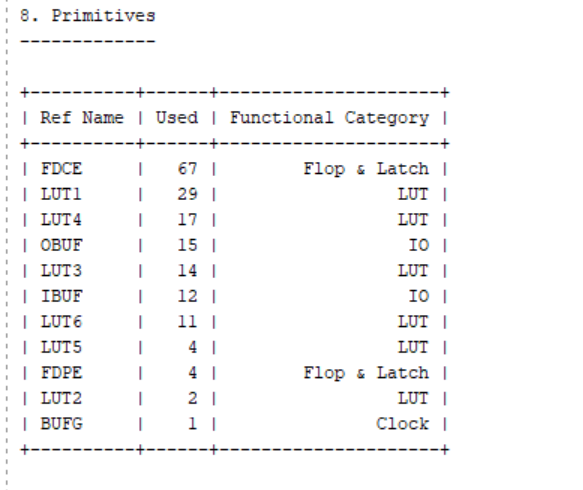 8. Primitives
-------------
+----------+------+---------------------+
| Ref Name | Used | Functional Category |
+----------+------+---------------------+
| FDCE     |   67 |        Flop & Latch |
| LUT1     |   29 |                 LUT |
| LUT4     |   17 |                 LUT |
| OBUF     |   15 |                  IO |
| LUT3     |   14 |                 LUT |
| IBUF     |   12 |                  IO |
| LUT6     |   11 |                 LUT |
| LUT5     |    4 |                 LUT |
| FDPE     |    4 |        Flop & Latch |
| LUT2     |    2 |                 LUT |
| BUFG     |    1 |               Clock |
+----------+------+---------------------+